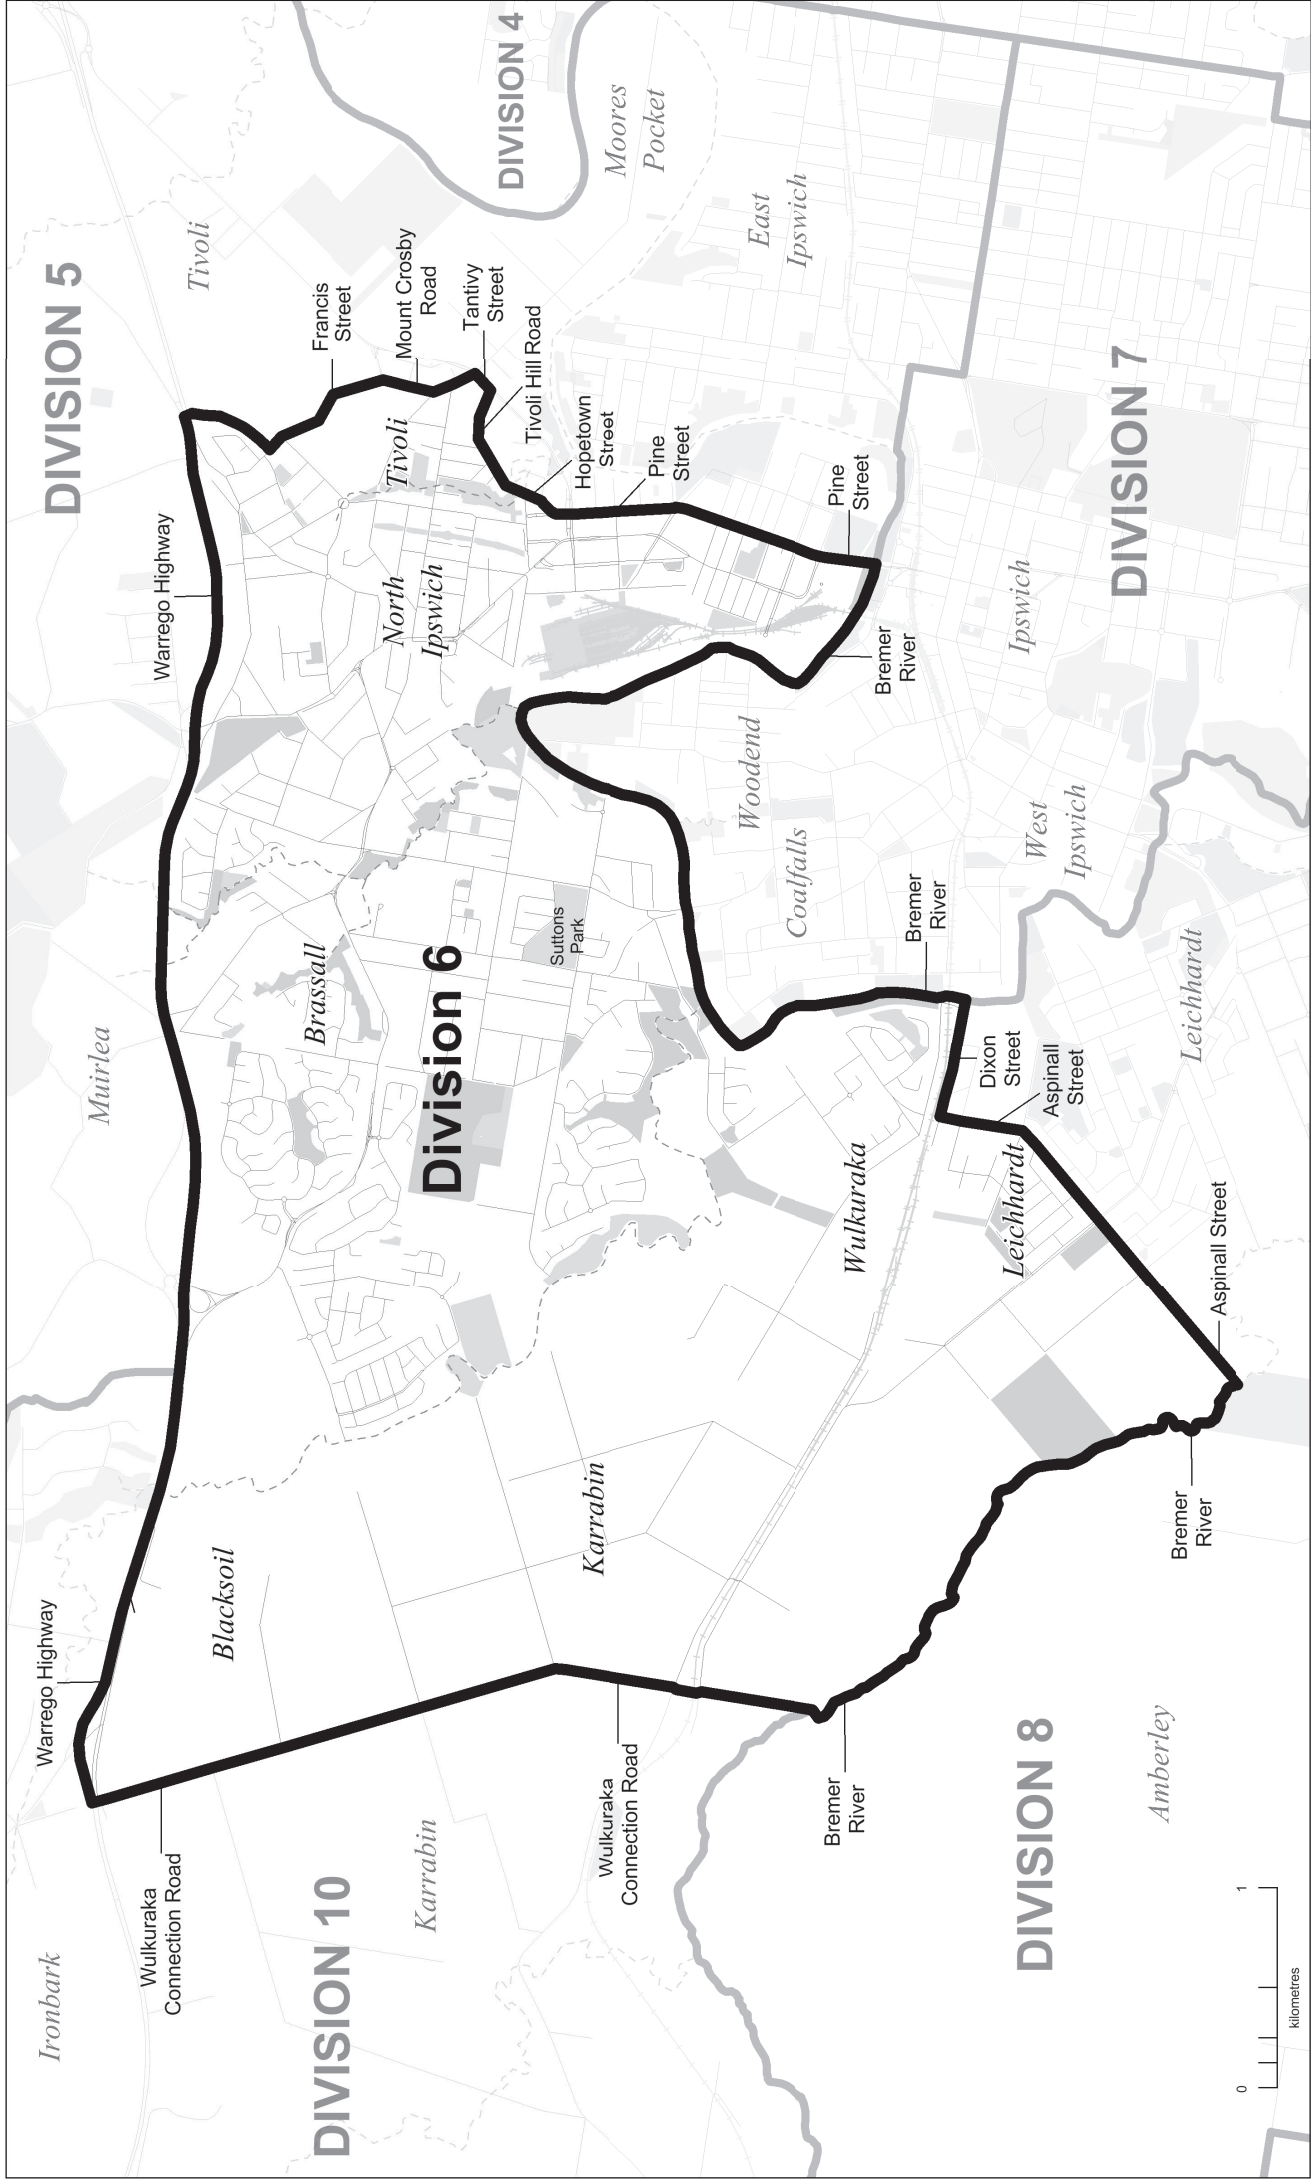 Ironbark
Warrego Highway
DIVISION 5
Muirlea
Wulkuraka
Connection Road
Warrego Highway
Tivoli
Blacksoil
Brassall
Francis
Street
DIVISION 10
Tivoli
North
Ipswich
Mount Crosby
Road
Karrabin
Division 6
Tantivy
Street
DIVISION 4
Tivoli Hill Road
Suttons
Park
Hopetown
Street
Karrabin
Wulkuraka
Connection Road
Moores
Pocket
Pine
Street
Woodend
East
Ipswich
Coalfalls
Bremer
River
Pine
Street
Wulkuraka
Bremer
River
Bremer
River
Dixon
Street
Leichhardt
Ipswich
DIVISION 8
West
Ipswich
Aspinall
Street
DIVISION 7
Amberley
Bremer
River
Leichhardt
Aspinall Street
0 1
kilometres